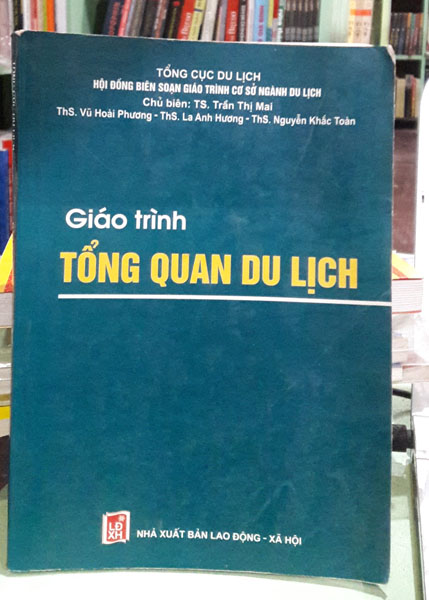 TỔNG CỤC DU LỊCH
HỘI ĐỒNG BIÊN SOẠN GIÁO TRÌNH CƠ SỞ NGÀNH DU LỊCH
Chủ biên: TS. Trần Thị Mai
ThS. Vũ Hoài Phương - ThS. La Anh Hương - ThS. Nguyễn Khắc Toàn
Giáo trình
TỔNG QUAN DU LỊCH
LĐ
XH
NHÀ XUẤT BẢN LAO ĐỘNG - XÃ HỘI